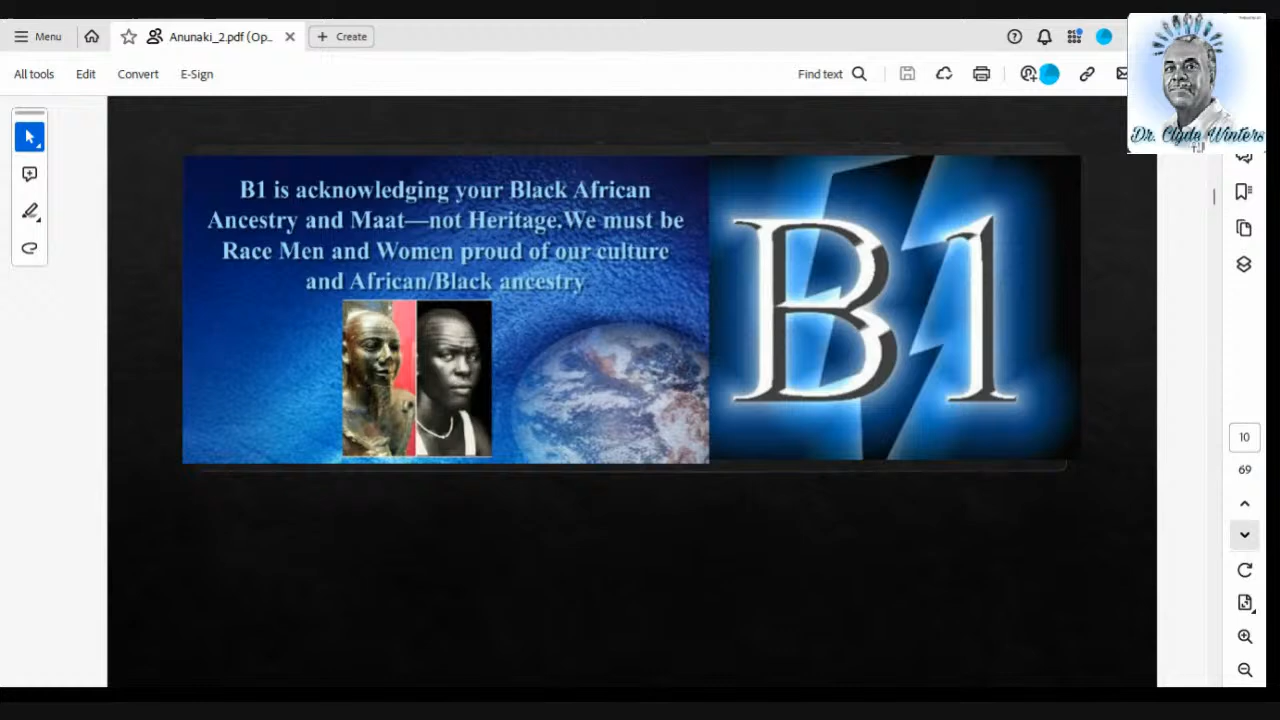 Menu
Anunaki_2.pdf (Op...
Create
All tools
Edit
Convert
E-Sign
Find text
Dr. Clyde Winters
B1 is acknowledging your Black African
Ancestry and Maat—not Heritage.We must be
Race Men and Women proud of our culture
and African/Black ancestry
B1
10
69